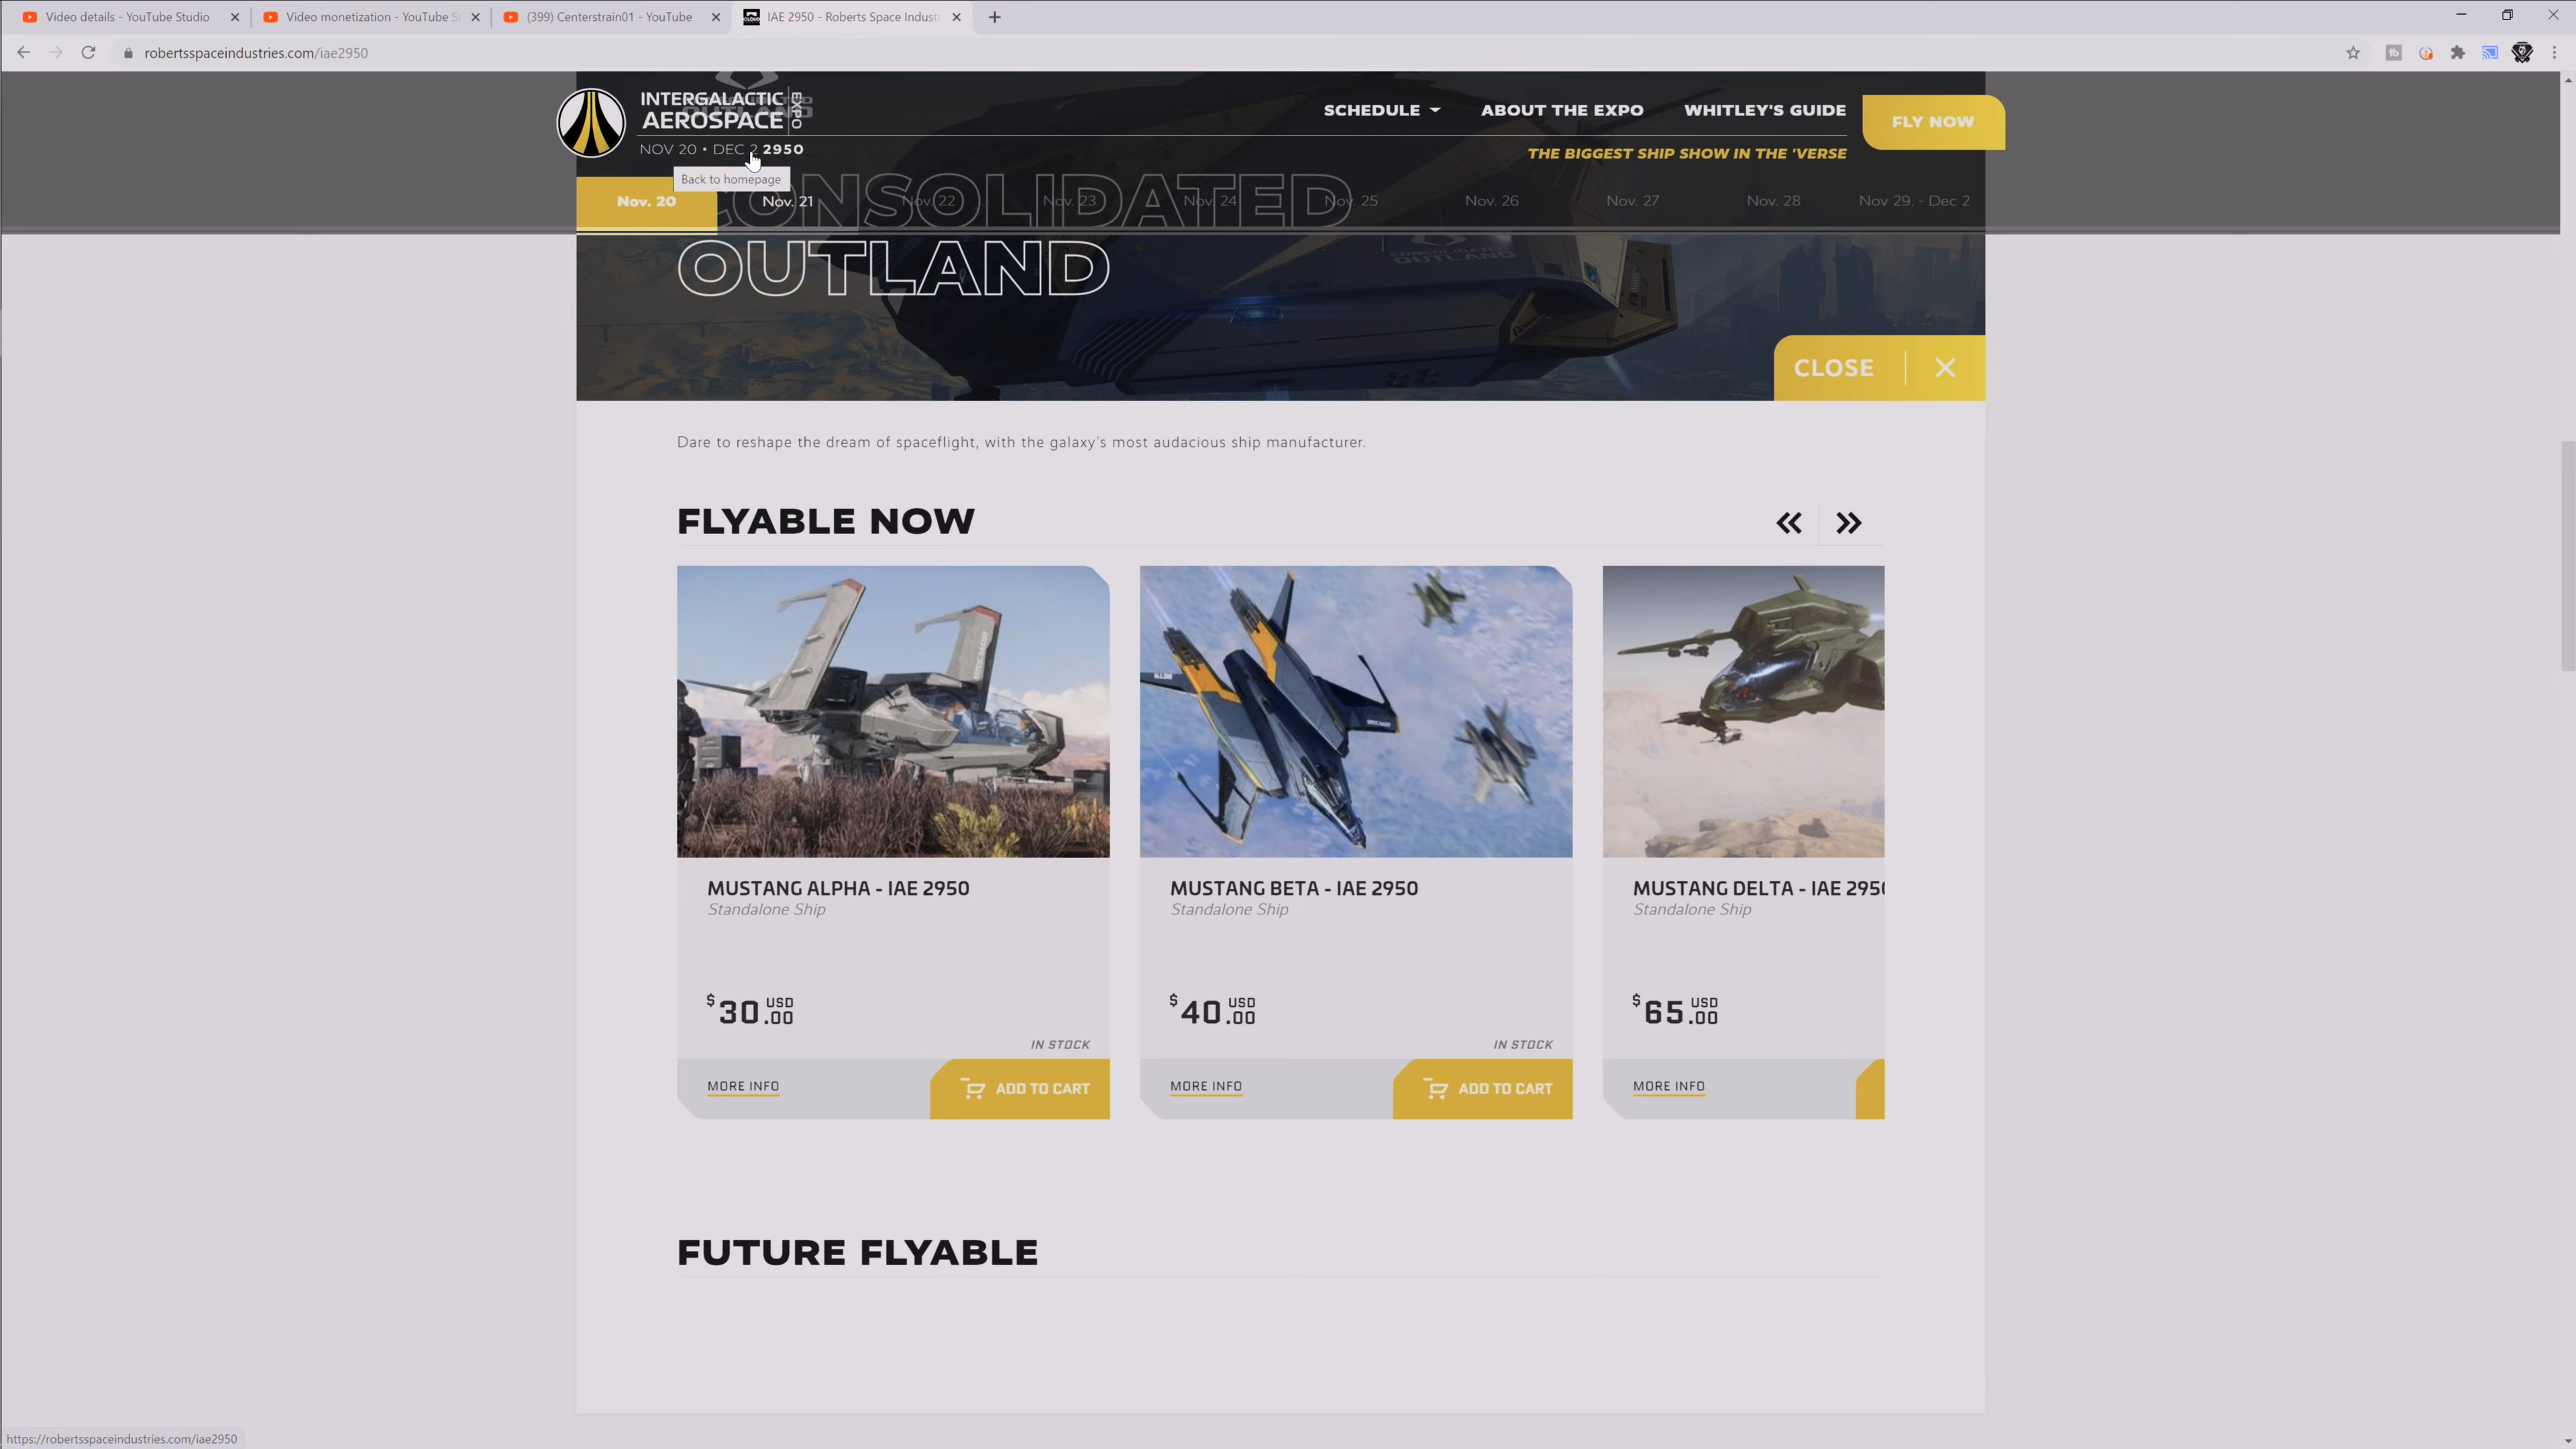 Video details - YouTube Studio
Video monetization - YouTube S
(399) Centerstrain01 - YouTube
IAE 2950 - Roberts Space Industr
robertsspaceindustries.com/iae2950
INTERGALACTIC
AEROSPACE
EXPO
NOV 20 • DEC 2 2950
SCHEDULE
ABOUT THE EXPO
WHITLEY'S GUIDE
FLY NOW
THE BIGGEST SHIP SHOW IN THE 'VERSE
Back to homepage
Nov. 20
Nov. 21
Nov. 22
Nov. 23
Nov. 24
Nov. 25
Nov. 26
Nov. 27
Nov. 28
Nov 29. - Dec 2
CONSOLIDATED
OUTLAND
CLOSE
Dare to reshape the dream of spaceflight, with the galaxy's most audacious ship manufacturer.
FLYABLE NOW
MUSTANG ALPHA - IAE 2950
Standalone Ship
$30.00 USD
IN STOCK
MORE INFO
ADD TO CART
MUSTANG BETA - IAE 2950
Standalone Ship
$40.00 USD
IN STOCK
MORE INFO
ADD TO CART
MUSTANG DELTA - IAE 2950
Standalone Ship
$65.00 USD
MORE INFO
FUTURE FLYABLE
https://robertsspaceindustries.com/iae2950